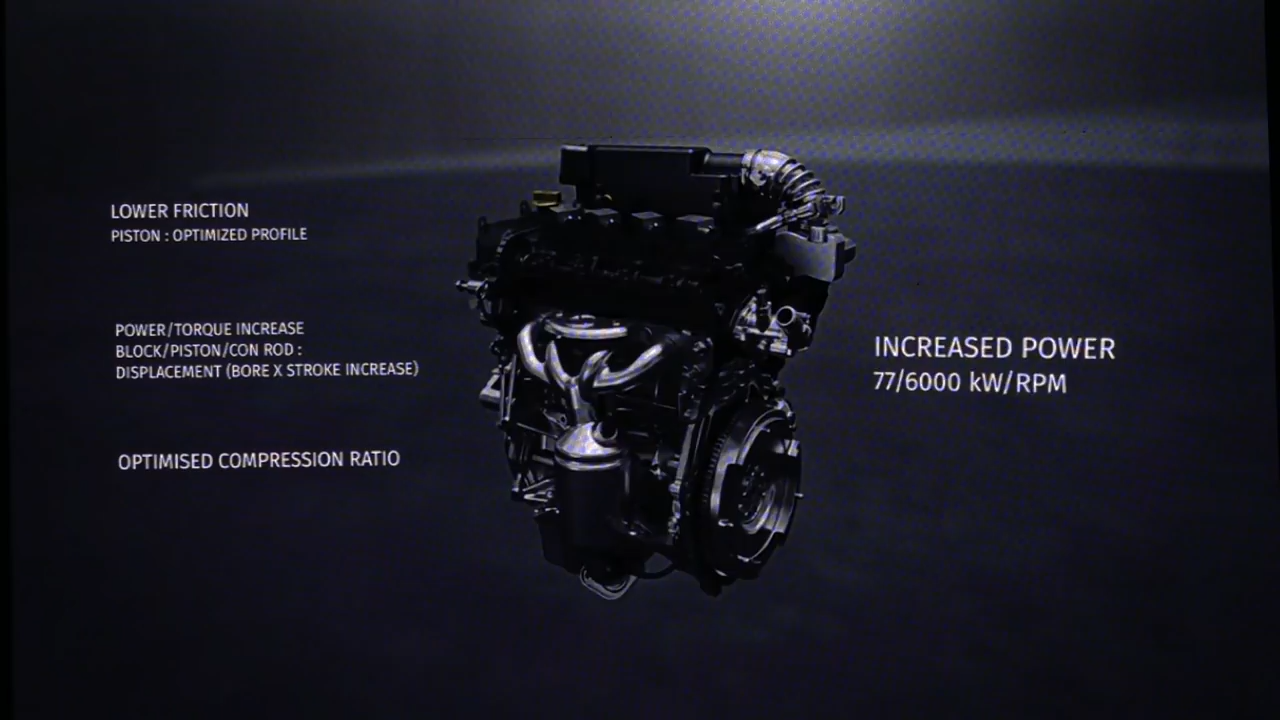 LOWER FRICTION
PISTON : OPTIMIZED PROFILE
POWER/TORQUE INCREASE
BLOCK/PISTON/CON ROD :
DISPLACEMENT (BORE X STROKE INCREASE)
OPTIMISED COMPRESSION RATIO
INCREASED POWER
77/6000 kW/RPM